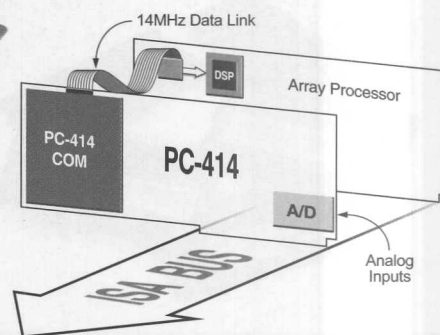 14MHz Data Link
DSP
Array Processor
PC-414
COM
PC-414
A/D
Analog
Inputs
ISA BUS